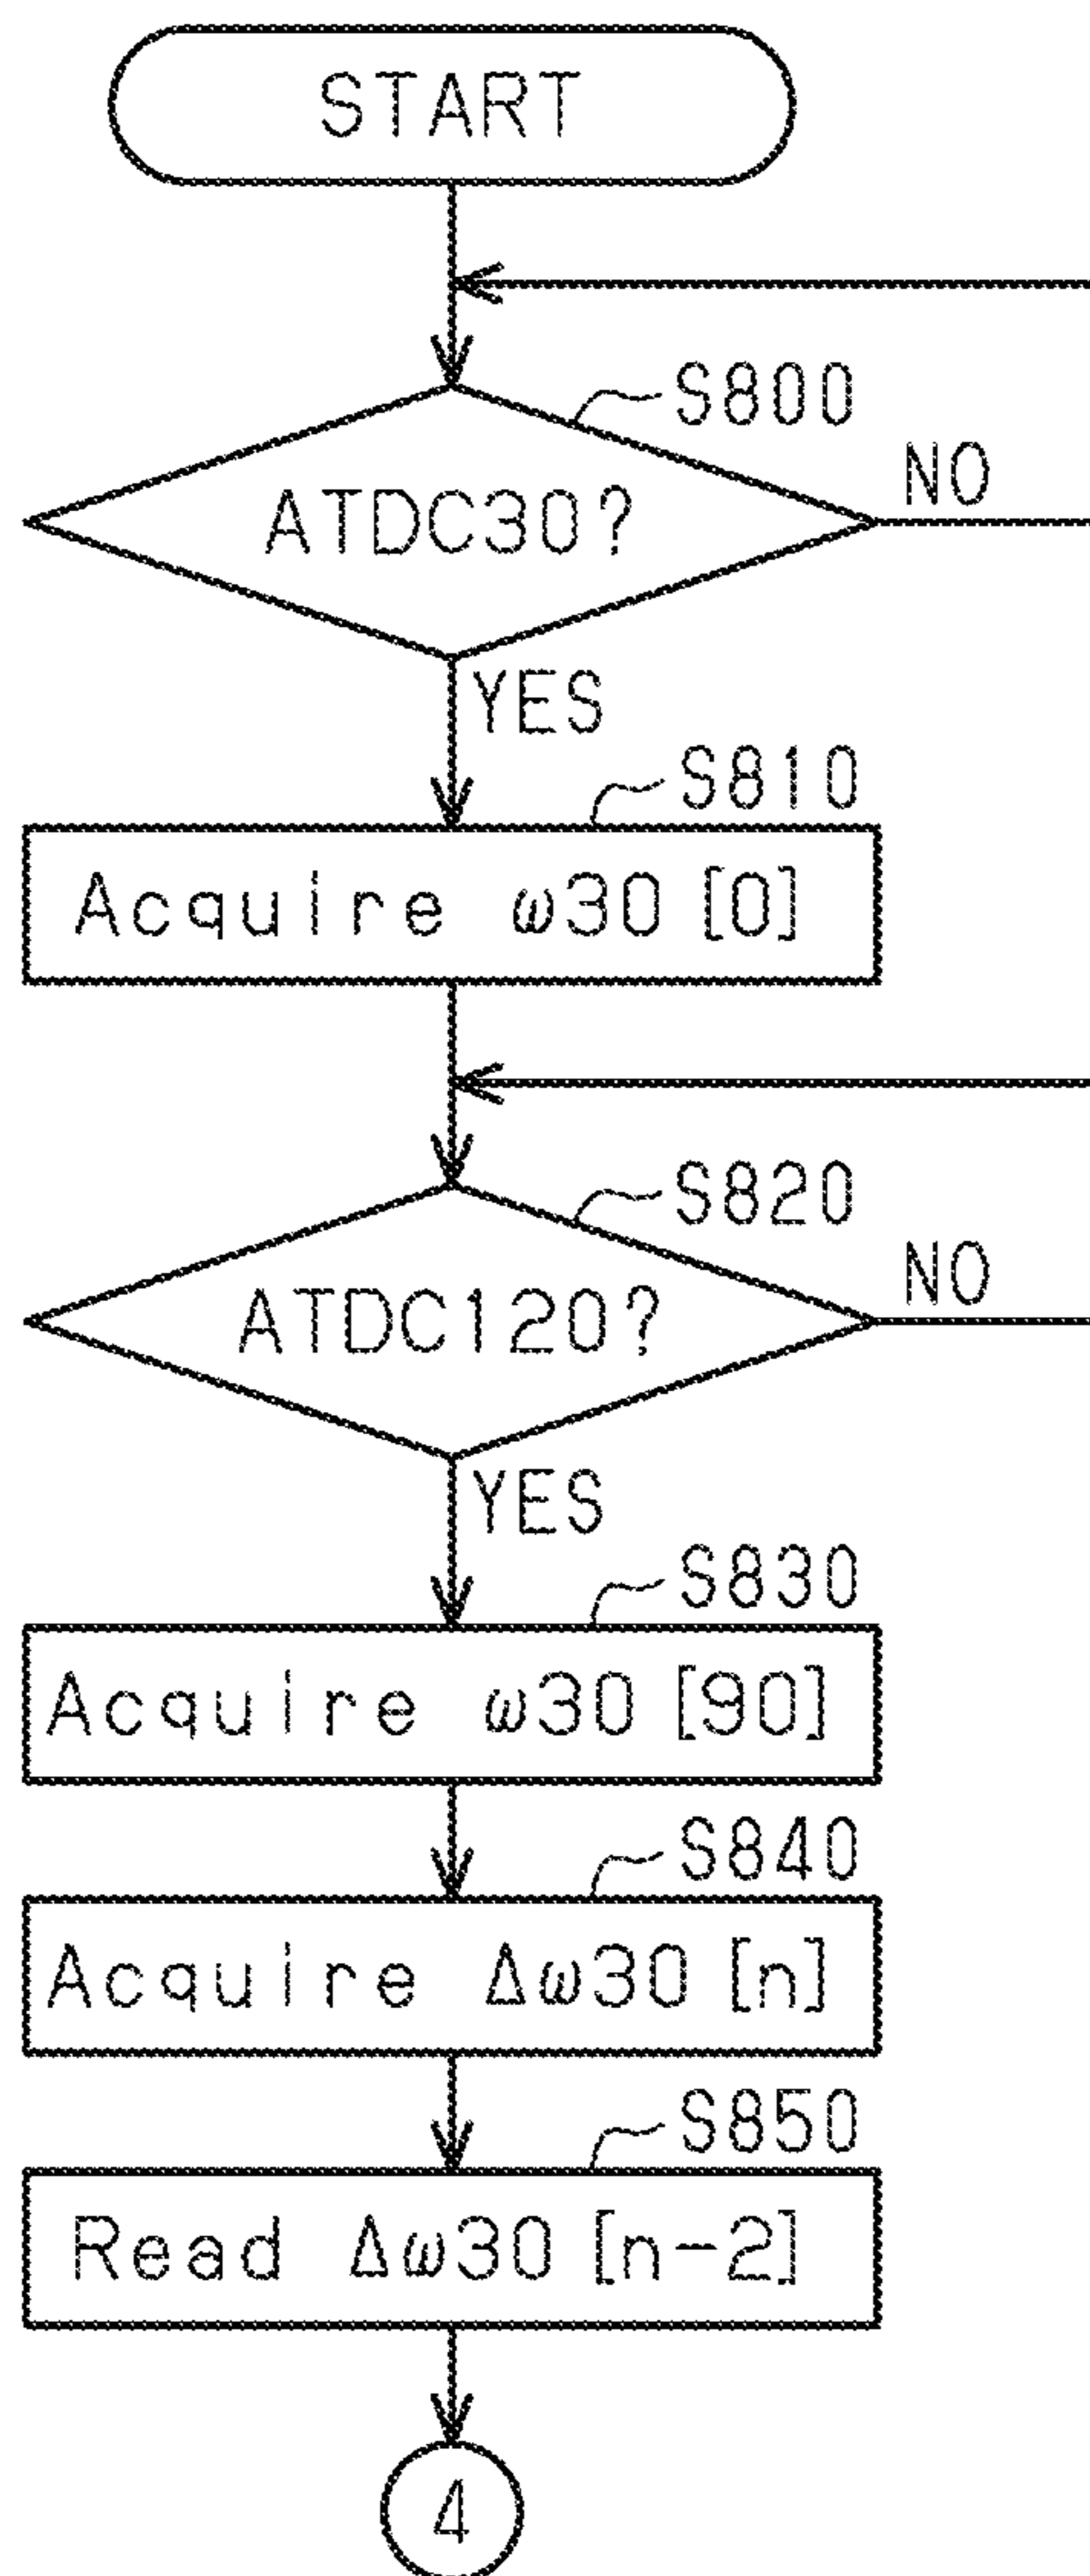 START
S800
ATDC30?
NO
YES
S810
Acquire ω30 [0]
S820
ATDC120?
NO
YES
S830
Acquire ω30 [90]
S840
Acquire Δω30 [n]
S850
Read Δω30 [n-2]
4